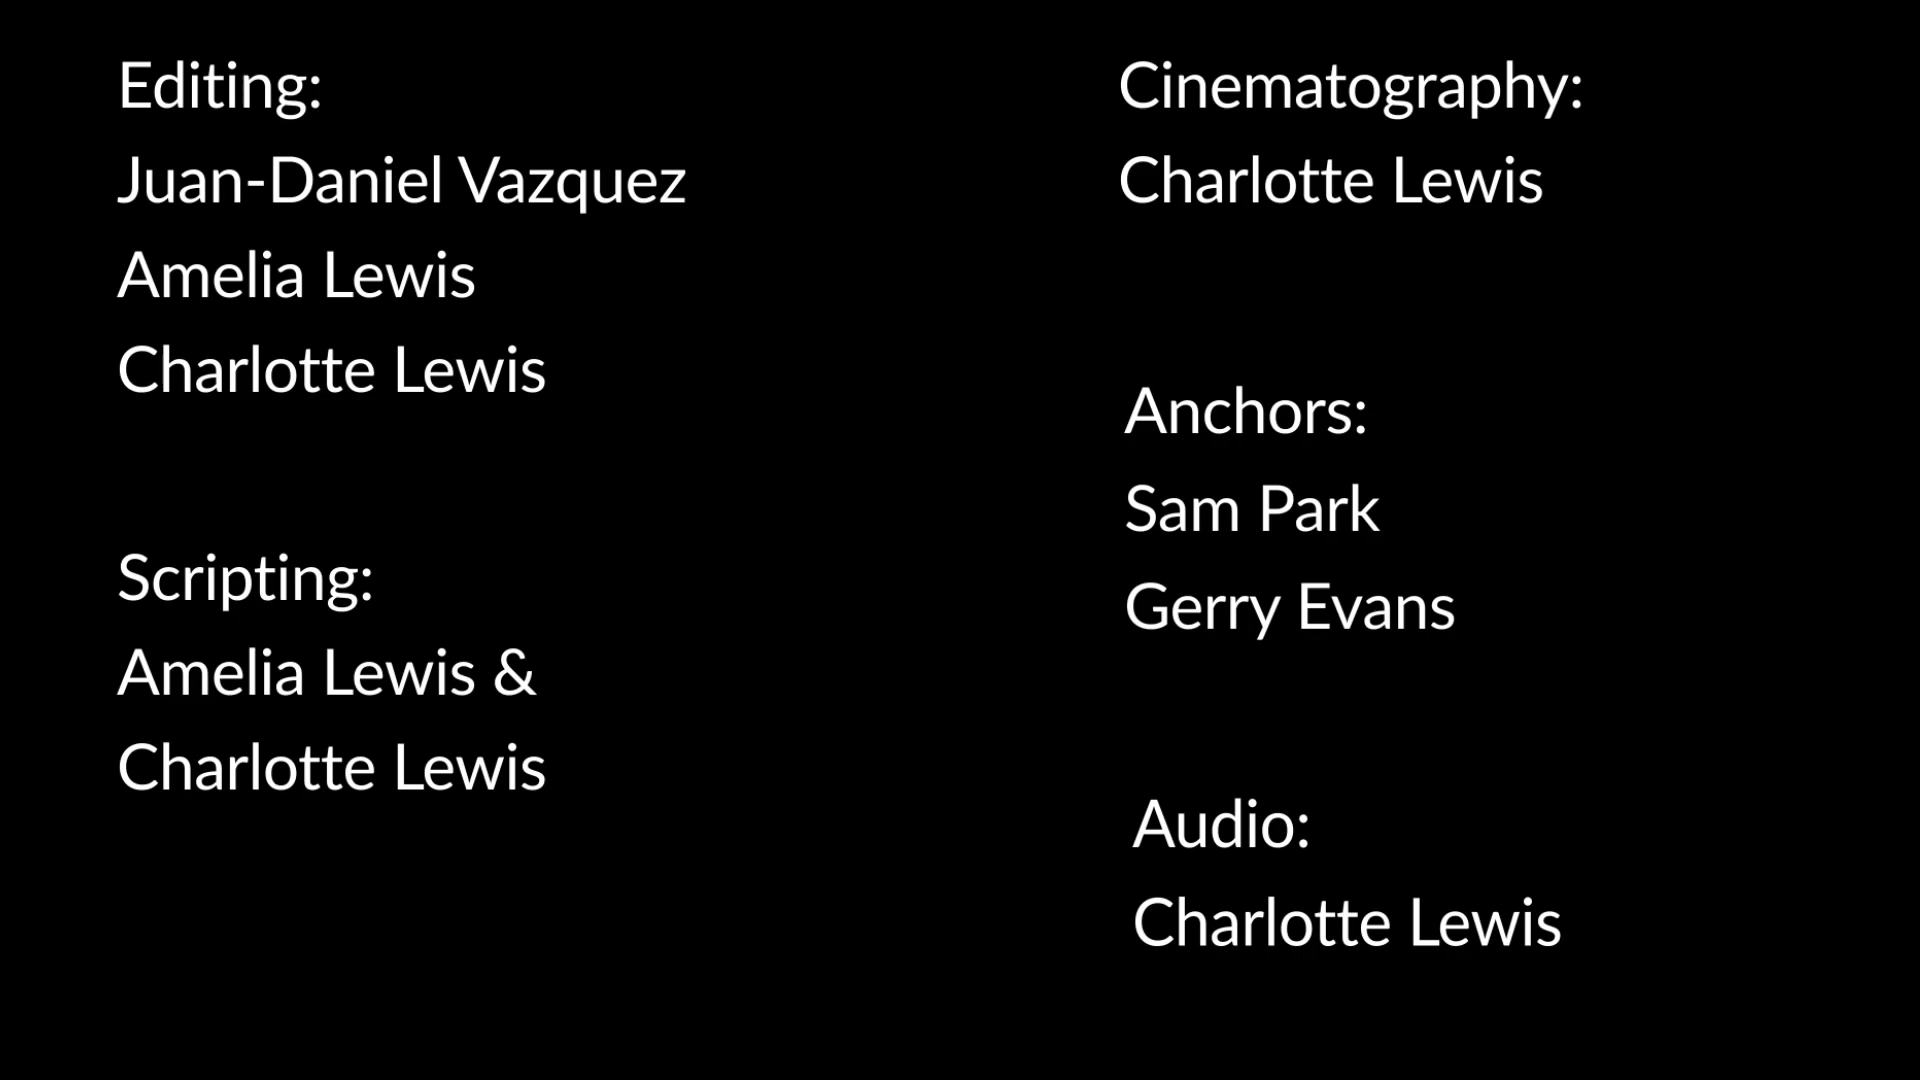 Editing:
Juan-Daniel Vazquez
Amelia Lewis
Charlotte Lewis
Scripting:
Amelia Lewis &
Charlotte Lewis
Cinematography:
Charlotte Lewis
Anchors:
Sam Park
Gerry Evans
Audio:
Charlotte Lewis